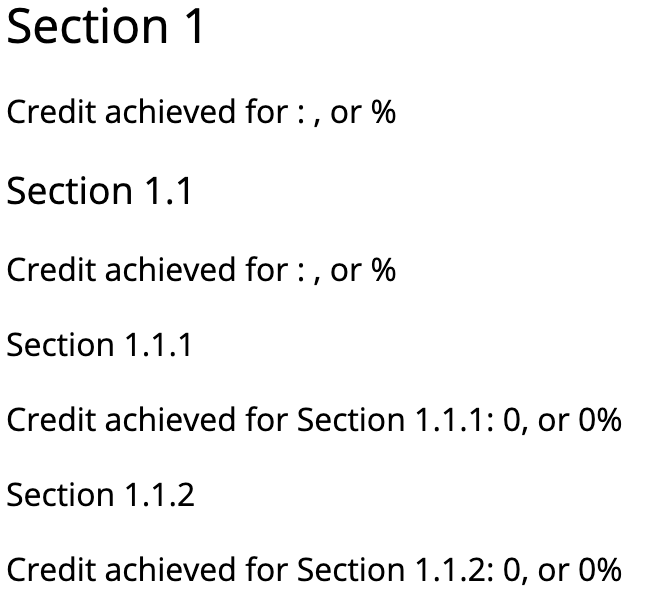 Section 1
Credit achieved for : , or %
Section 1.1
Credit achieved for : , or %
Section 1.1.1
Credit achieved for Section 1.1.1: 0, or 0%
Section 1.1.2
Credit achieved for Section 1.1.2: 0, or 0%